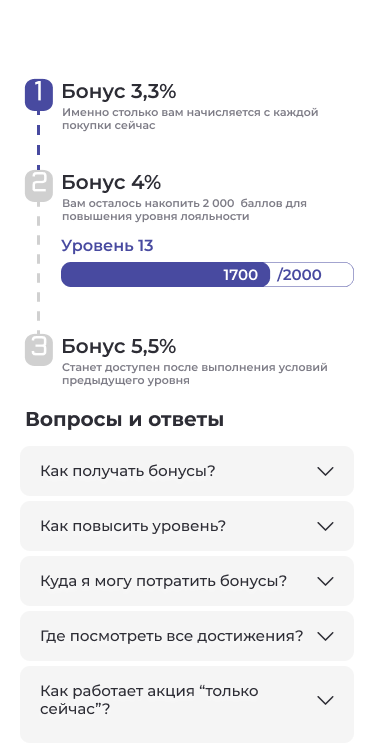 1
Бонус 3,3%
Именно столько вам начисляется с каждой
покупки сейчас
2
Бонус 4%
Вам осталось накопить 2 000  баллов для
повышения уровня лояльности
Уровень 13
1700 /2000
3
Бонус 5,5%
Станет доступен после выполнения условий
предыдущего уровня
Вопросы и ответы
Как получать бонусы?
Как повысить уровень?
Куда я могу потратить бонусы?
Где посмотреть все достижения?
Как работает акция “только
сейчас”?